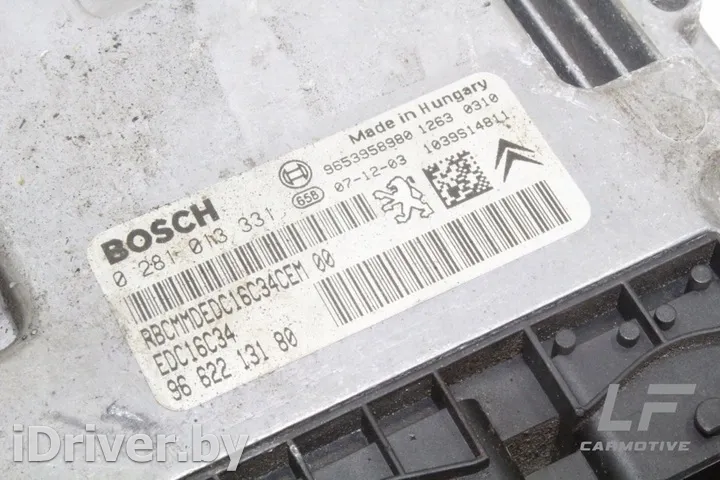 Made in Hungary
9653958980 1263 0310
658 07-12-03 1039S14811
BOSCH
0 281 013 331
RBCMMDEDC16C34CEM 00
EDC16C34
96 622 131 80
LF
CARMOTIVE
iDriver.by